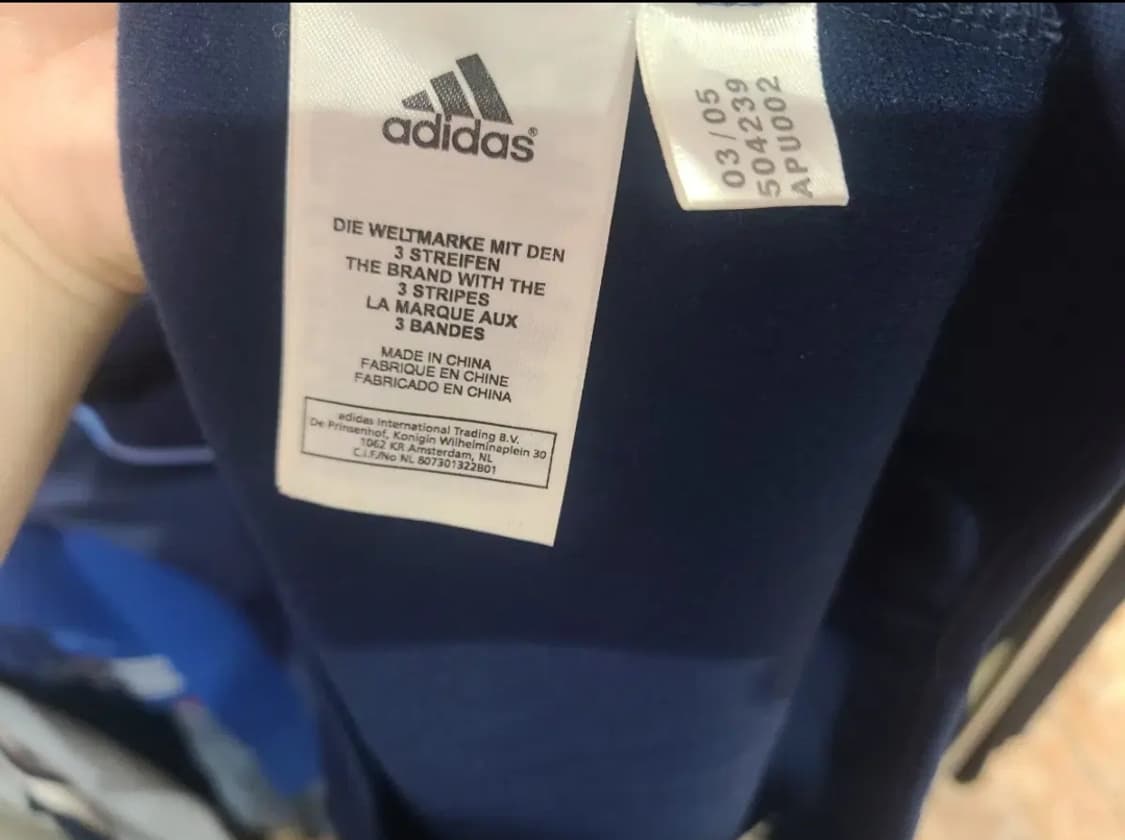 adidas®
DIE WELTMARKE MIT DEN
3 STREIFEN
THE BRAND WITH THE
3 STRIPES
LA MARQUE AUX
3 BANDES
MADE IN CHINA
FABRIQUE EN CHINE
FABRICADO EN CHINA
adidas International Trading B.V.
De Prinsenhof, Konigin Wilhelminaplein 30
1062 KR Amsterdam, NL
C.I.F/No NL 807301322B01
03/05
504239
APU002